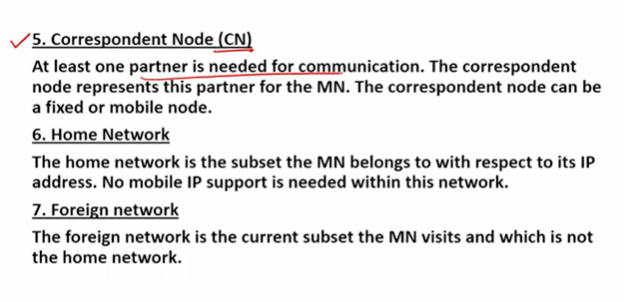 5. Correspondent Node (CN)
At least one partner is needed for communication. The correspondent
node represents this partner for the MN. The correspondent node can be
a fixed or mobile node.
6. Home Network
The home network is the subset the MN belongs to with respect to its IP
address. No mobile IP support is needed within this network.
7. Foreign network
The foreign network is the current subset the MN visits and which is not
the home network.